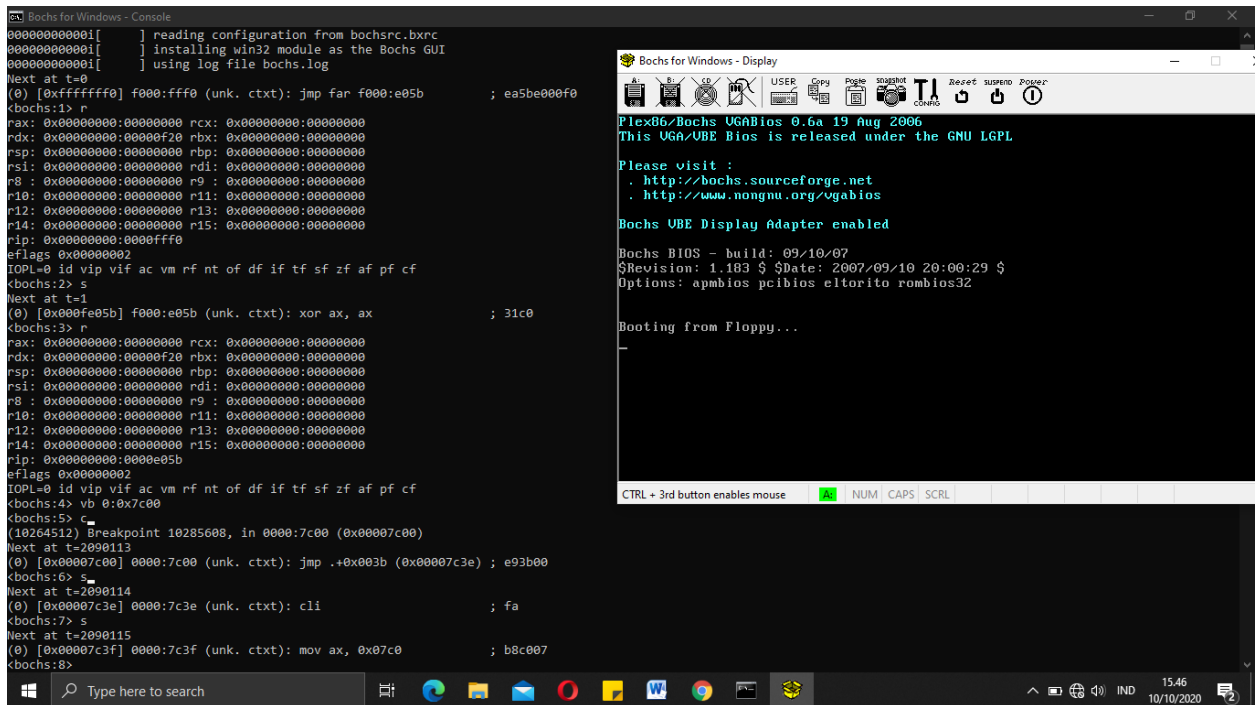 Bochs for Windows - Console
00000000000i[      ] reading configuration from bochsrc.bxrc
00000000000i[      ] installing win32 module as the Bochs GUI
00000000000i[      ] using log file bochs.log
Next at t=0
(0) [0xfffffff0] f000:fff0 (unk. ctxt): jmp far f000:e05b          ; ea5be000f0
<bochs:1> r
rax: 0x00000000:00000000 rcx: 0x00000000:00000000
rdx: 0x00000000:00000f20 rbx: 0x00000000:00000000
rsp: 0x00000000:00000000 rbp: 0x00000000:00000000
rsi: 0x00000000:00000000 rdi: 0x00000000:00000000
r8 : 0x00000000:00000000 r9 : 0x00000000:00000000
r10: 0x00000000:00000000 r11: 0x00000000:00000000
r12: 0x00000000:00000000 r13: 0x00000000:00000000
r14: 0x00000000:00000000 r15: 0x00000000:00000000
rip: 0x00000000:0000fff0
eflags 0x00000002
IOPL=0 id vip vif ac vm rf nt of df if tf sf zf af pf cf
<bochs:2> s
Next at t=1
(0) [0x000fe05b] f000:e05b (unk. ctxt): xor ax, ax                 ; 31c0
<bochs:3> r
rax: 0x00000000:00000000 rcx: 0x00000000:00000000
rdx: 0x00000000:00000f20 rbx: 0x00000000:00000000
rsp: 0x00000000:00000000 rbp: 0x00000000:00000000
rsi: 0x00000000:00000000 rdi: 0x00000000:00000000
r8 : 0x00000000:00000000 r9 : 0x00000000:00000000
r10: 0x00000000:00000000 r11: 0x00000000:00000000
r12: 0x00000000:00000000 r13: 0x00000000:00000000
r14: 0x00000000:00000000 r15: 0x00000000:00000000
rip: 0x00000000:0000e05b
eflags 0x00000002
IOPL=0 id vip vif ac vm rf nt of df if tf sf zf af pf cf
<bochs:4> vb 0:0x7c00
<bochs:5> c
(10264512) Breakpoint 10285608, in 0000:7c00 (0x00007c00)
Next at t=2090113
(0) [0x00007c00] 0000:7c00 (unk. ctxt): jmp .+0x003b (0x00007c3e) ; e93b00
<bochs:6> s
Next at t=2090114
(0) [0x00007c3e] 0000:7c3e (unk. ctxt): cli                        ; fa
<bochs:7> s
Next at t=2090115
(0) [0x00007c3f] 0000:7c3f (unk. ctxt): mov ax, 0x07c0             ; b8c007
<bochs:8>
Bochs for Windows - Display
A: B: CD USER Copy Paste snapshot CONFIG Reset SUSPEND Power
Plex86/Bochs VGABios 0.6a 19 Aug 2006
This VGA/VBE Bios is released under the GNU LGPL
Please visit :
. http://bochs.sourceforge.net
. http://www.nongnu.org/vgabios
Bochs VBE Display Adapter enabled
Bochs BIOS - build: 09/10/07
$Revision: 1.183 $ $Date: 2007/09/10 20:00:29 $
Options: apmbios pcibios eltorito rombios32
Booting from Floppy...
CTRL + 3rd button enables mouse A: NUM CAPS SCRL
Type here to search
IND
15.46
10/10/2020
2